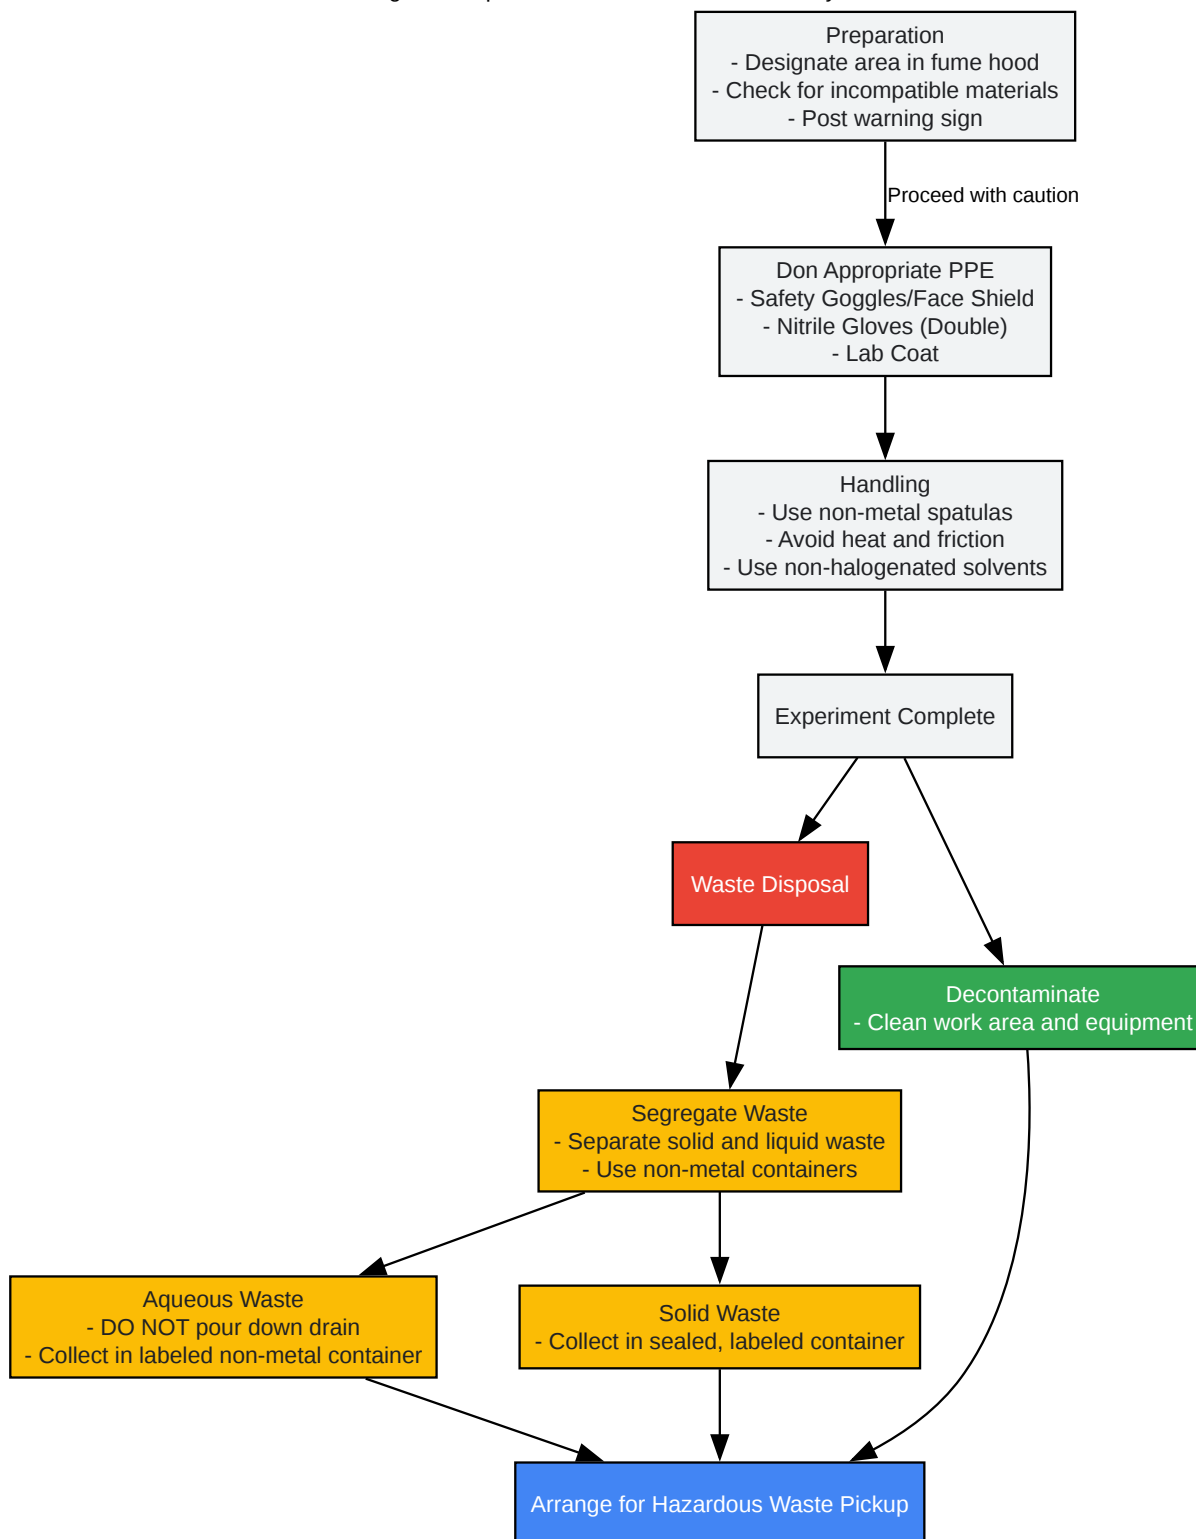 Preparation
- Designate area in fume hood
- Check for incompatible materials
- Post warning sign
Proceed with caution
Don Appropriate PPE
- Safety Goggles/Face Shield
- Nitrile Gloves (Double)
- Lab Coat
Handling
- Use non-metal spatulas
- Avoid heat and friction
- Use non-halogenated solvents
Experiment Complete
Waste Disposal
Decontaminate
- Clean work area and equipment
Segregate Waste
- Separate solid and liquid waste
- Use non-metal containers
Aqueous Waste
- DO NOT pour down drain
- Collect in labeled non-metal container
Solid Waste
- Collect in sealed, labeled container
Arrange for Hazardous Waste Pickup